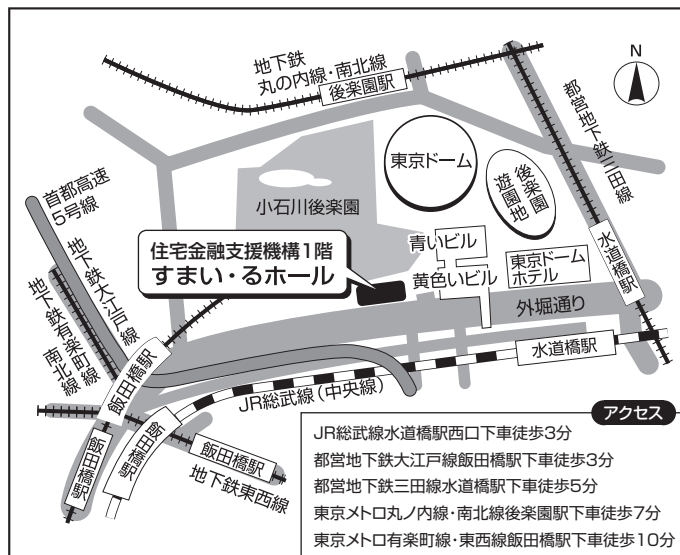 地下鉄
丸の内線・南北線
後楽園駅
N
都営地下鉄三田線
首都高速
5号線
地下鉄大江戸線
地下鉄有楽町線
南北線
東京ドーム
後楽園
遊園地
小石川後楽園
住宅金融支援機構1階
すまい・るホール
青いビル
黄色いビル
東京ドーム
ホテル
水道橋駅
外堀通り
水道橋駅
飯田橋駅
JR総武線(中央線)
飯田橋駅
飯田橋駅
飯田橋駅
地下鉄東西線
アクセス
JR総武線水道橋駅西口下車徒歩3分
都営地下鉄大江戸線飯田橋駅下車徒歩3分
都営地下鉄三田線水道橋駅下車徒歩5分
東京メトロ丸ノ内線・南北線後楽園駅下車徒歩7分
東京メトロ有楽町線・東西線飯田橋駅下車徒歩10分